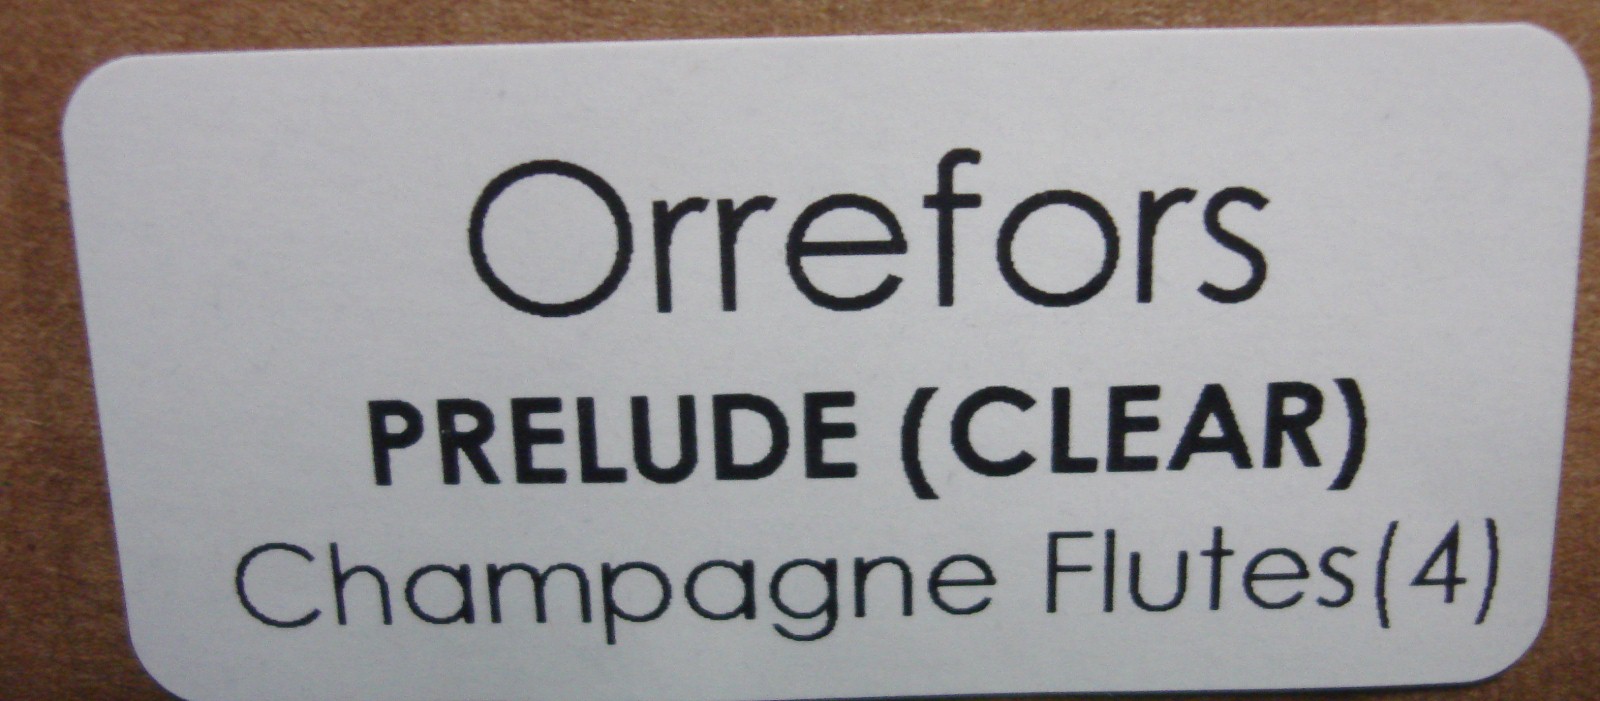 Orrefors
PRELUDE (CLEAR)
Champagne Flutes(4)